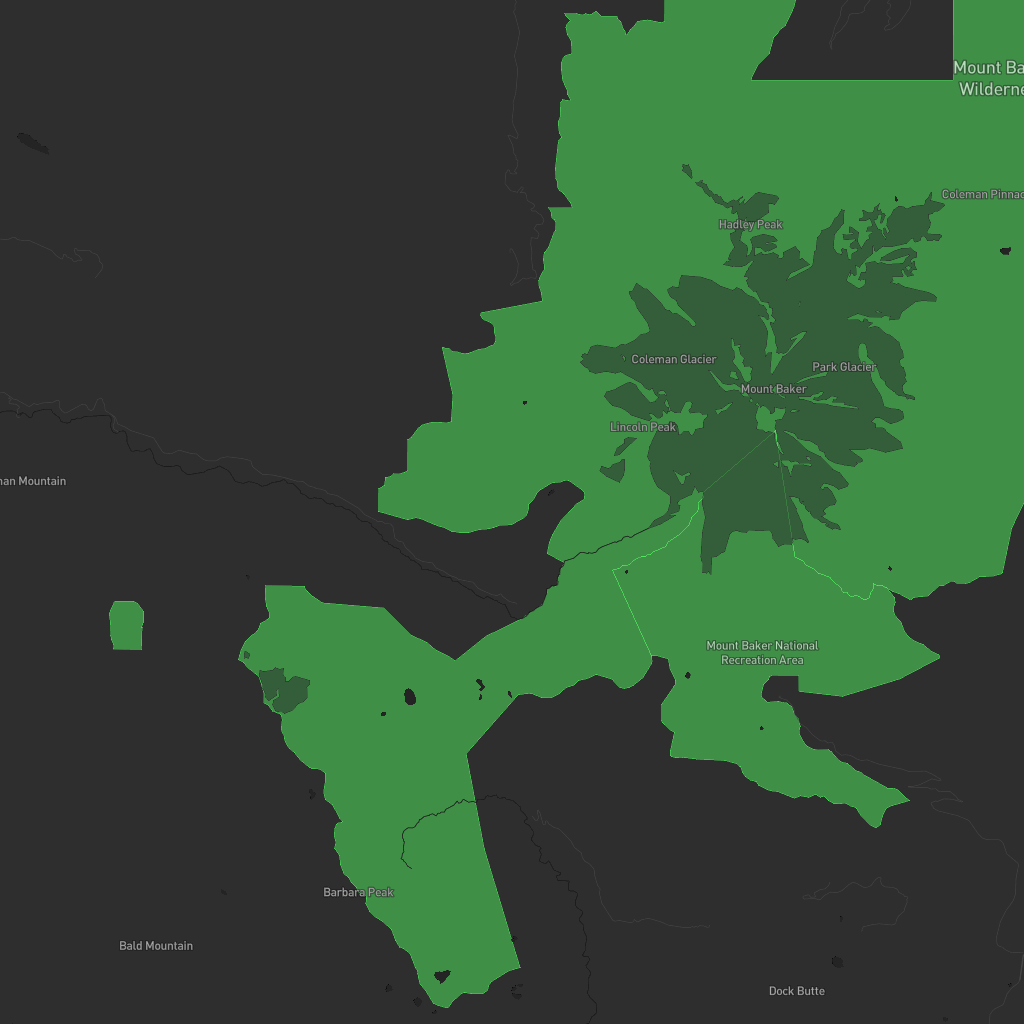 Mount Ba
Wilderne
Coleman Pinnac
Hadley Peak
Coleman Glacier
Park Glacier
Mount Baker
Lincoln Peak
nan Mountain
Mount Baker National
Recreation Area
Barbara Peak
Bald Mountain
Dock Butte